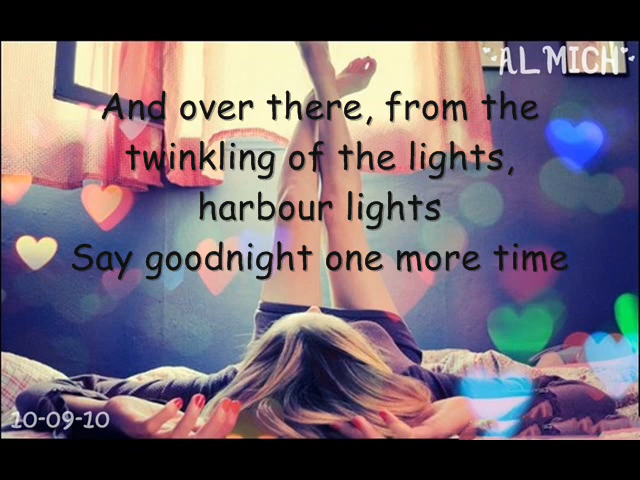 AL MICH
And over there, from the
twinkling of the lights,
harbour lights
Say goodnight one more time
10-09-10